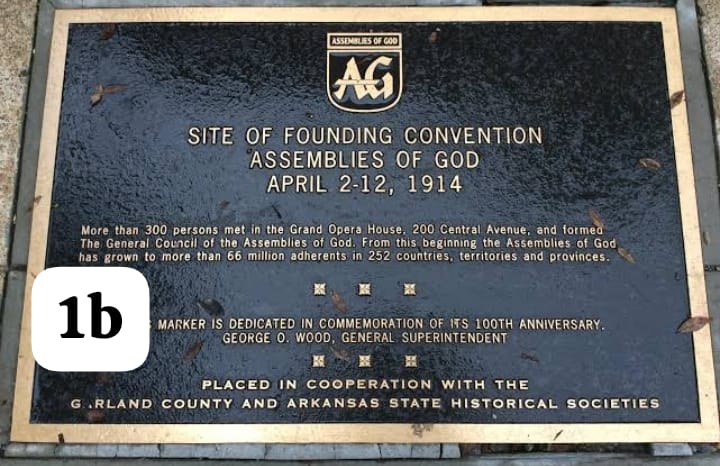 ASSEMBLIES OF GOD
AG
SITE OF FOUNDING CONVENTION
ASSEMBLIES OF GOD
APRIL 2-12, 1914
More than 300 persons met in the Grand Opera House, 200 Central Avenue, and formed
The General Council of the Assemblies of God. From this beginning the Assemblies of God
has grown to more than 66 million adherents in 252 countries, territories and provinces.
1b
MARKER IS DEDICATED IN COMMEMORATION OF ITS 100TH ANNIVERSARY.
GEORGE O. WOOD, GENERAL SUPERINTENDENT
PLACED IN COOPERATION WITH THE
GARLAND COUNTY AND ARKANSAS STATE HISTORICAL SOCIETIES